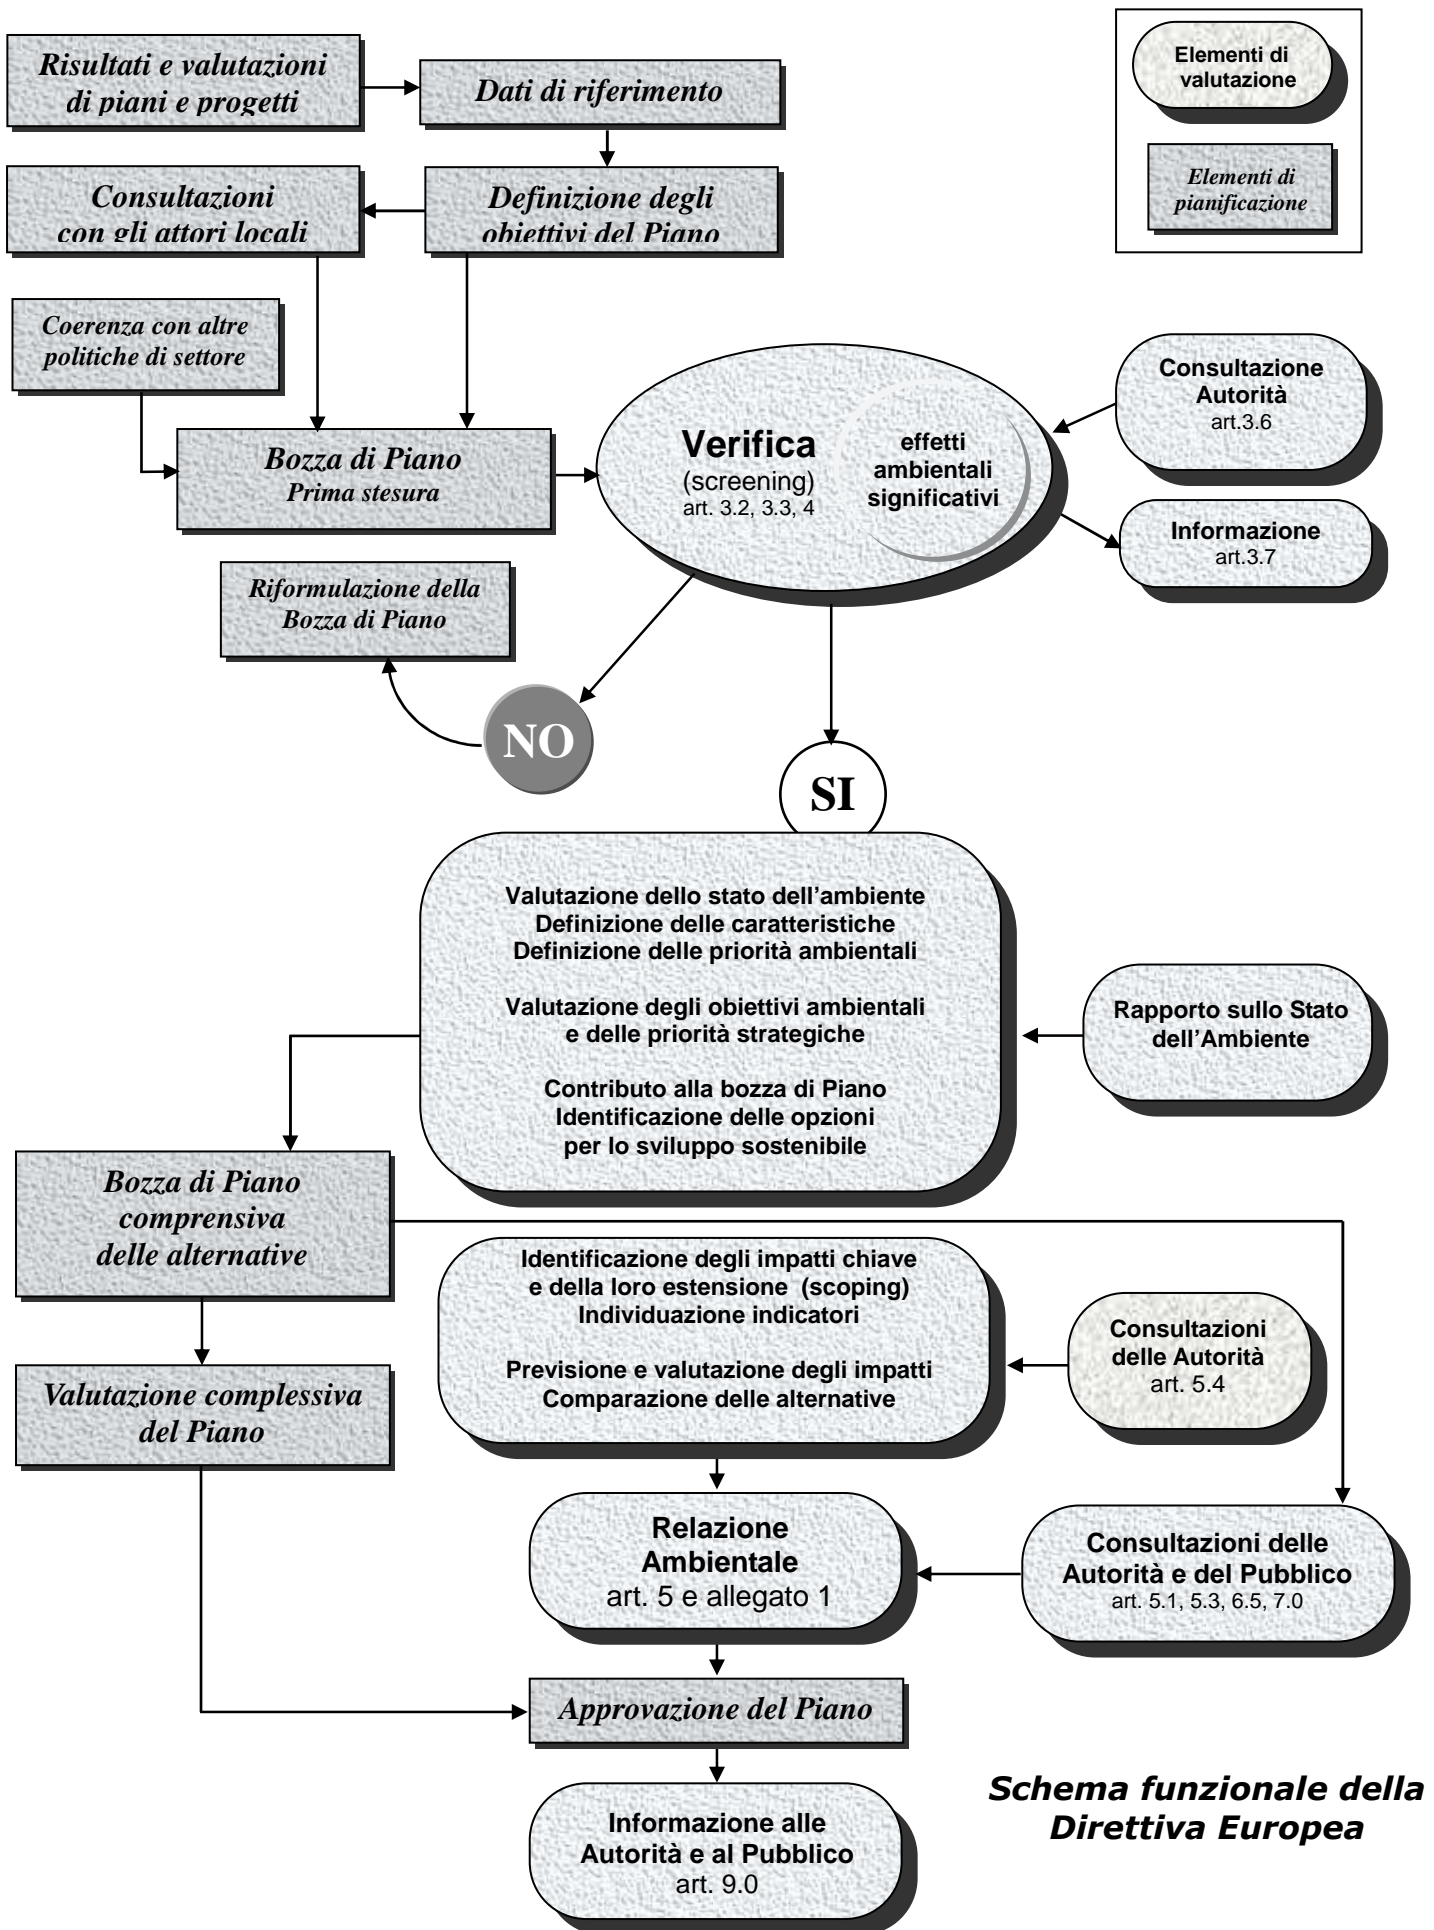 Risultati e valutazioni
di piani e progetti
Dati di riferimento
Elementi di
valutazione
Elementi di
pianificazione
Consultazioni
con gli attori locali
Definizione degli
obiettivi del Piano
Coerenza con altre
politiche di settore
Bozza di Piano
Prima stesura
Verifica
(screening)
art. 3.2, 3.3, 4
effetti
ambientali
significativi
Consultazione
Autorità
art.3.6
Informazione
art.3.7
Riformulazione della
Bozza di Piano
NO
SI
Valutazione dello stato dell’ambiente
Definizione delle caratteristiche
Definizione delle priorità ambientali
Valutazione degli obiettivi ambientali
e delle priorità strategiche
Contributo alla bozza di Piano
Identificazione delle opzioni
per lo sviluppo sostenibile
Rapporto sullo Stato
dell’Ambiente
Bozza di Piano
comprensiva
delle alternative
Identificazione degli impatti chiave
e della loro estensione (scoping)
Individuazione indicatori
Previsione e valutazione degli impatti
Comparazione delle alternative
Consultazioni
delle Autorità
art. 5.4
Valutazione complessiva
del Piano
Relazione
Ambientale
art. 5 e allegato 1
Consultazioni delle
Autorità e del Pubblico
art. 5.1, 5.3, 6.5, 7.0
Approvazione del Piano
Informazione alle
Autorità e al Pubblico
art. 9.0
Schema funzionale della
Direttiva Europea